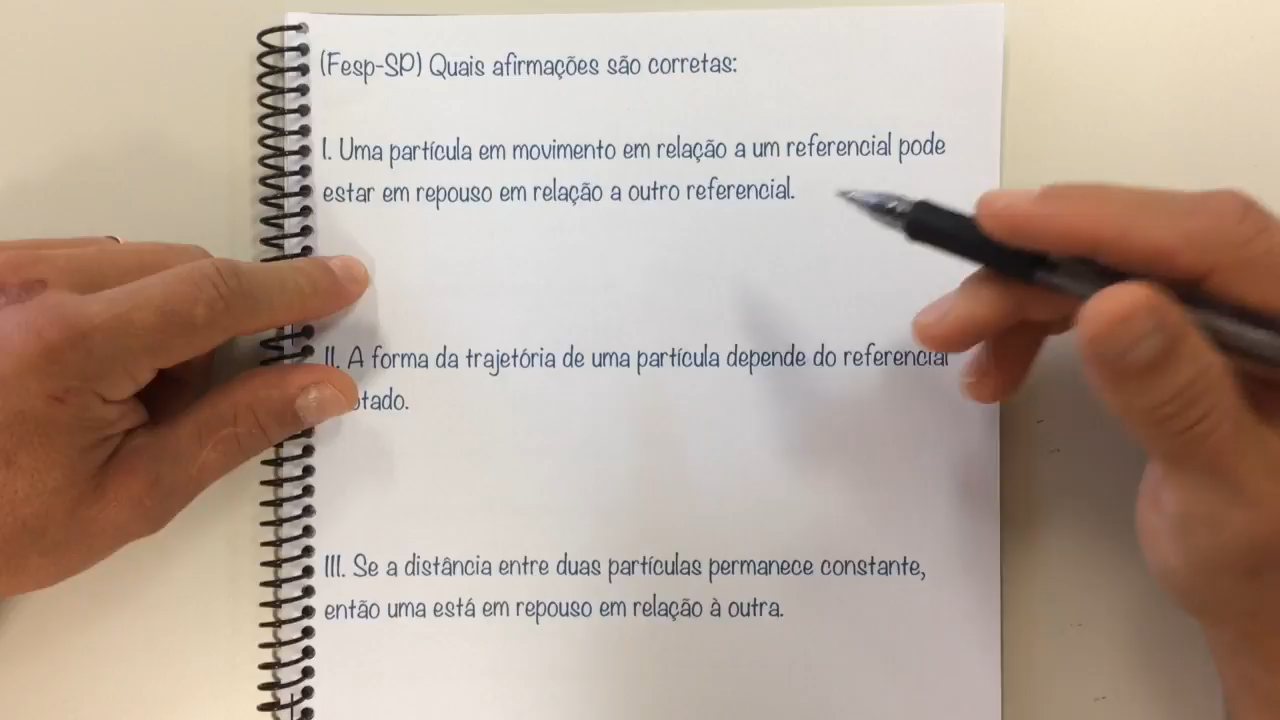 (Fesp-SP) Quais afirmações são corretas:
I. Uma partícula em movimento em relação a um referencial pode
estar em repouso em relação a outro referencial.
II. A forma da trajetória de uma partícula depende do referencial
III. Se a distância entre duas partículas permanece constante,
então uma está em repouso em relação à outra.